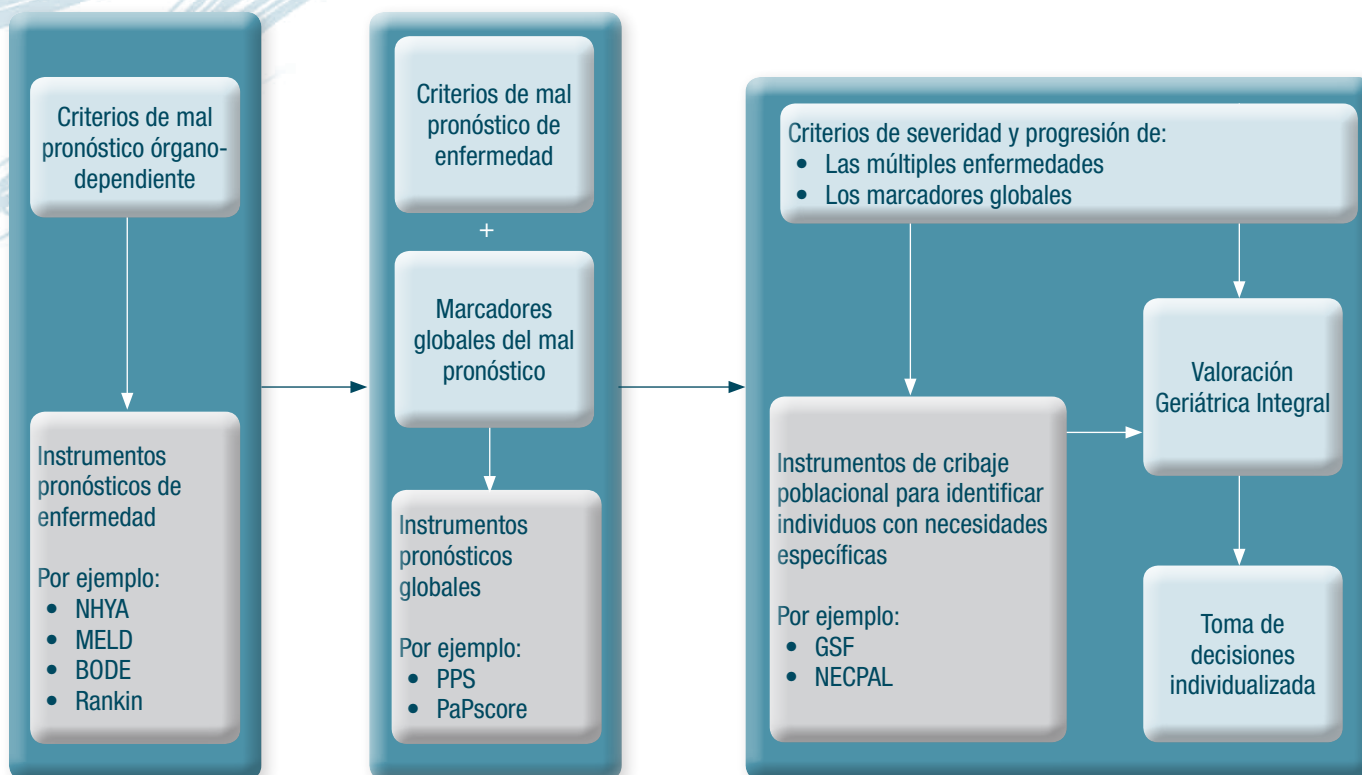 Criterios de mal
pronóstico órgano-
dependiente
Instrumentos
pronósticos de
enfermedad
Por ejemplo:
• NHYA
• MELD
• BODE
• Rankin
Criterios de mal
pronóstico de
enfermedad
+
Marcadores
globales del mal
pronóstico
Instrumentos
pronósticos
globales
Por ejemplo:
• PPS
• PaPscore
Criterios de severidad y progresión de:
• Las múltiples enfermedades
• Los marcadores globales
Instrumentos de cribaje
poblacional para identificar
individuos con necesidades
específicas
Por ejemplo:
• GSF
• NECPAL
Valoración
Geriátrica Integral
Toma de
decisiones
individualizada